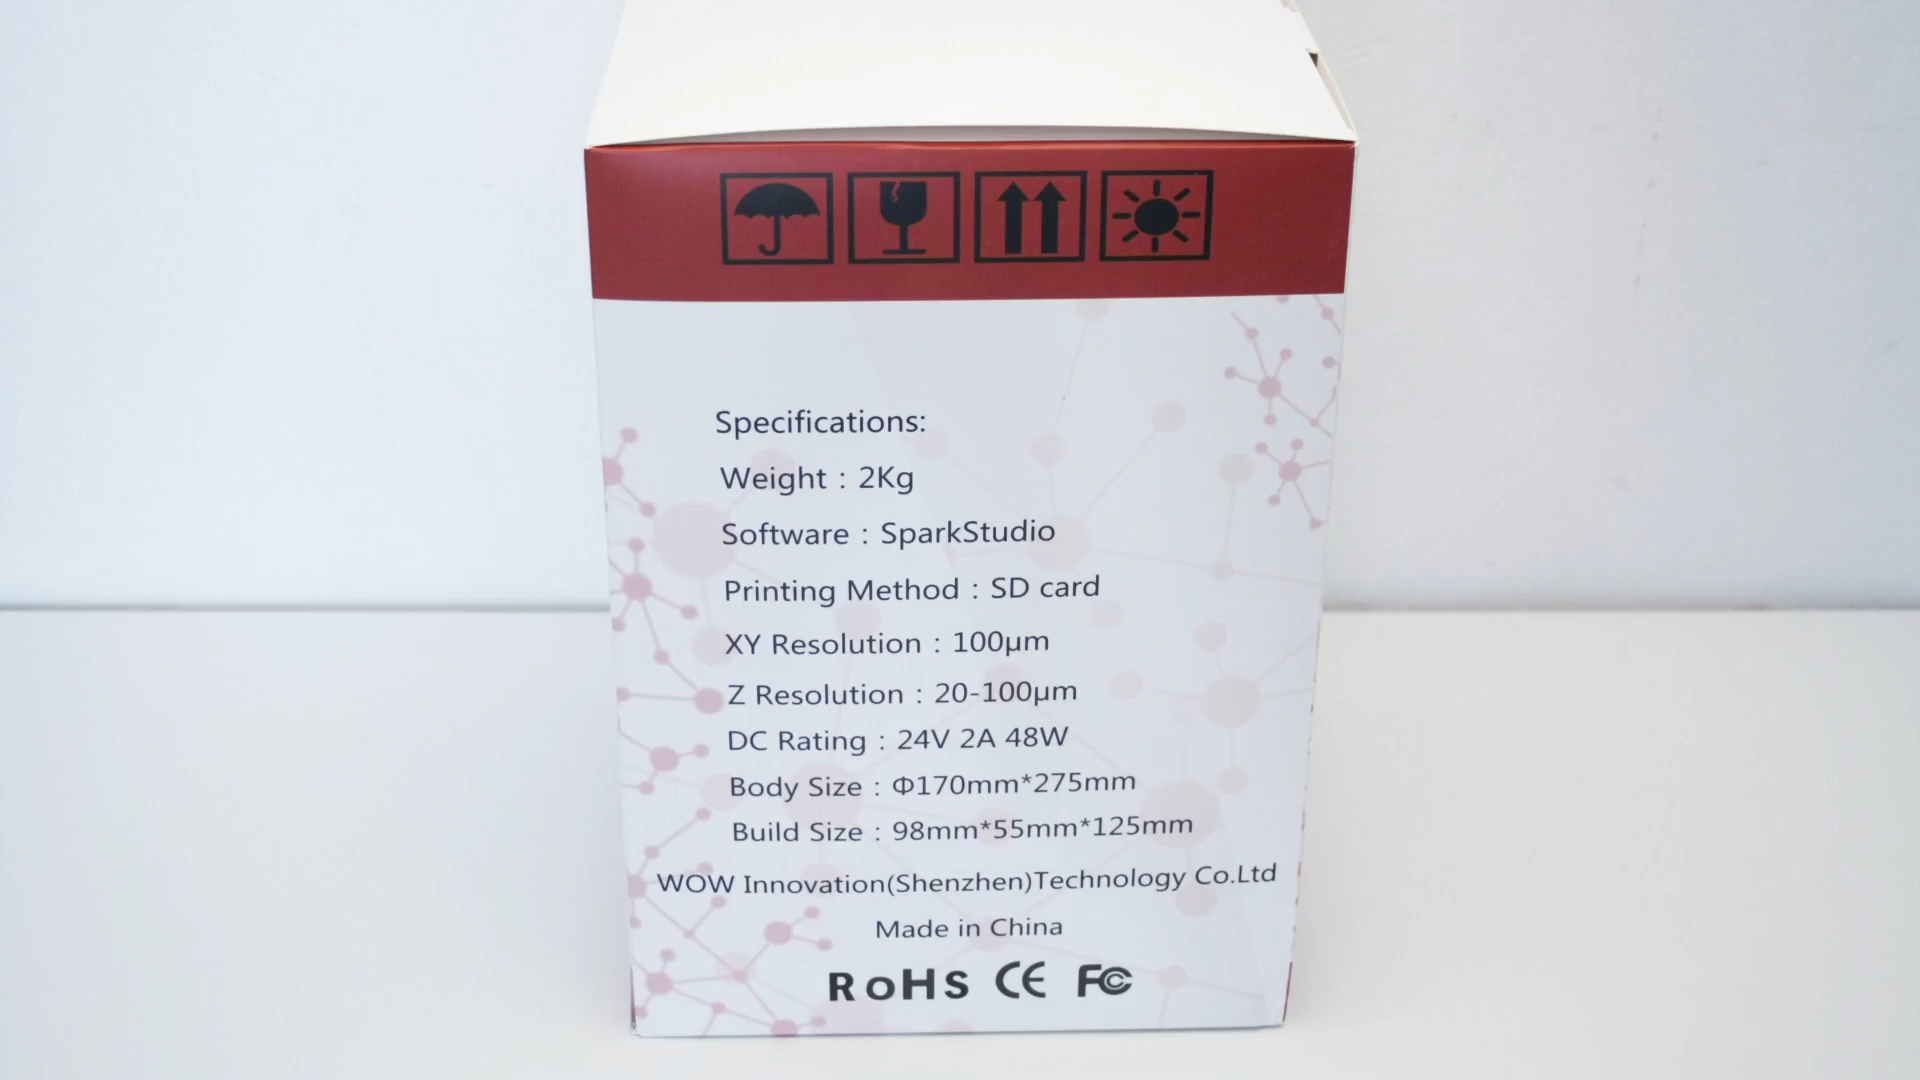 Specifications:
Weight : 2Kg
Software : SparkStudio
Printing Method : SD card
XY Resolution : 100μm
Z Resolution : 20-100μm
DC Rating : 24V 2A 48W
Body Size : Φ170mm*275mm
Build Size : 98mm*55mm*125mm
WOW Innovation(Shenzhen)Technology Co.Ltd
Made in China
RoHS CE FC